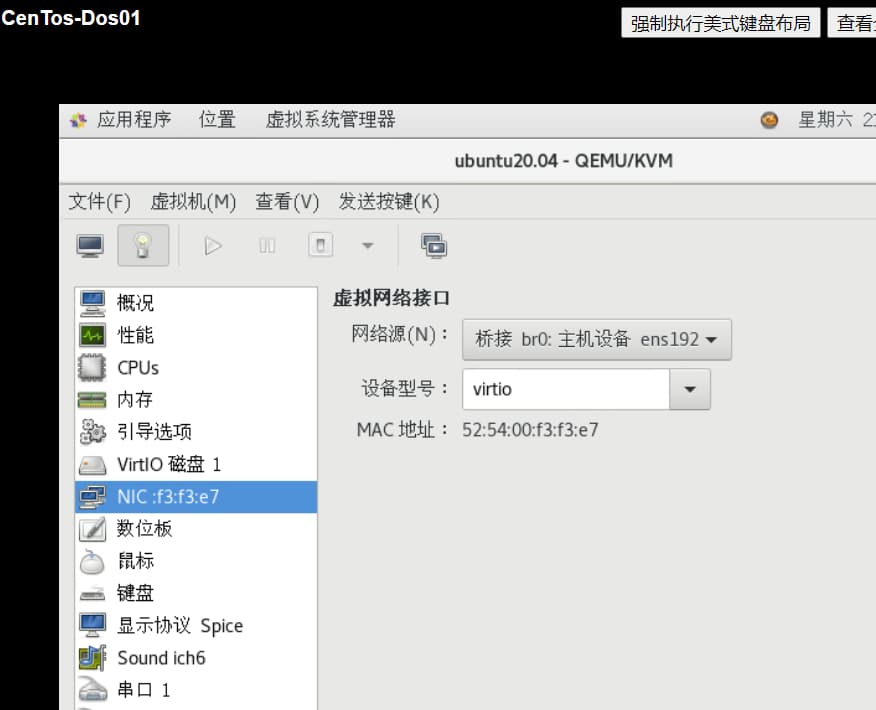 CenTos-Dos01
强制执行美式键盘布局 查看
应用程序 位置 虚拟系统管理器 星期六
ubuntu20.04 - QEMU/KVM
文件(F) 虚拟机(M) 查看(V) 发送按键(K)
概况
性能
CPUs
内存
引导选项
VirtIO 磁盘 1
NIC :f3:f3:e7
数位板
鼠标
键盘
显示协议 Spice
Sound ich6
串口 1
虚拟网络接口
网络源(N)： 桥接 br0: 主机设备 ens192
设备型号： virtio
MAC 地址： 52:54:00:f3:f3:e7